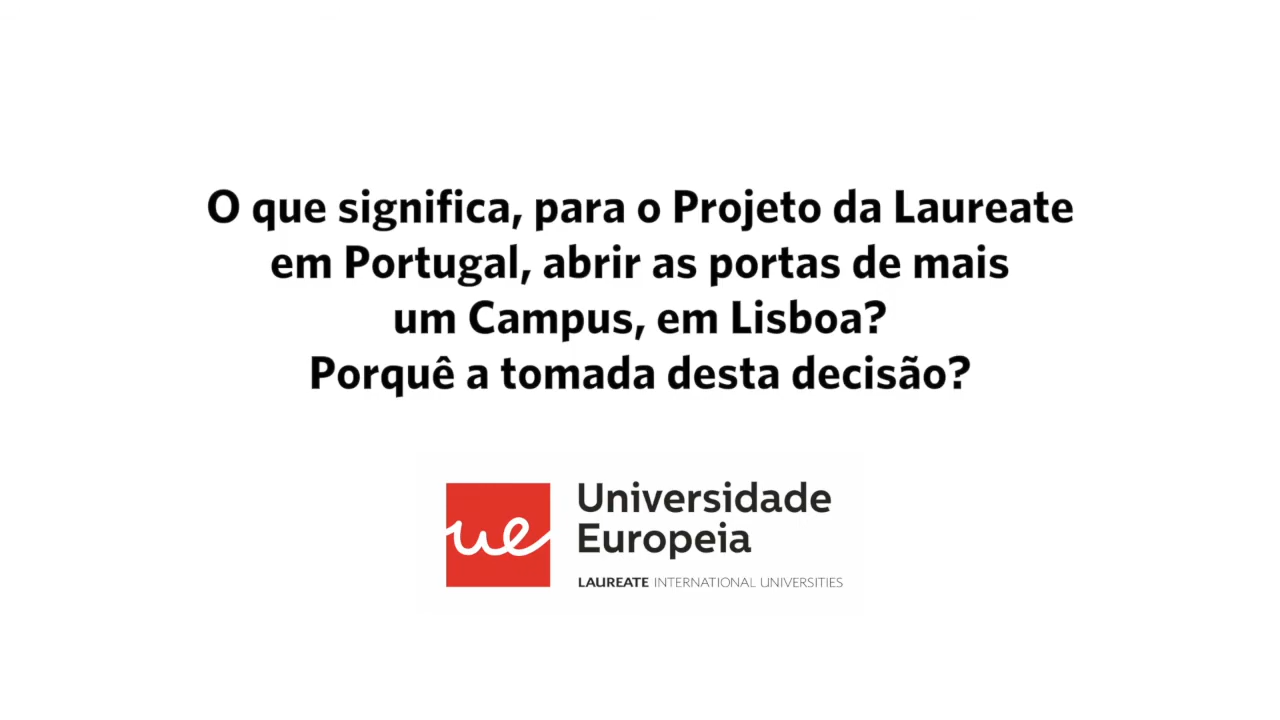 O que significa, para o Projeto da Laureate
em Portugal, abrir as portas de mais
um Campus, em Lisboa?
Porquê a tomada desta decisão?
ue
Universidade
Europeia
LAUREATE INTERNATIONAL UNIVERSITIES